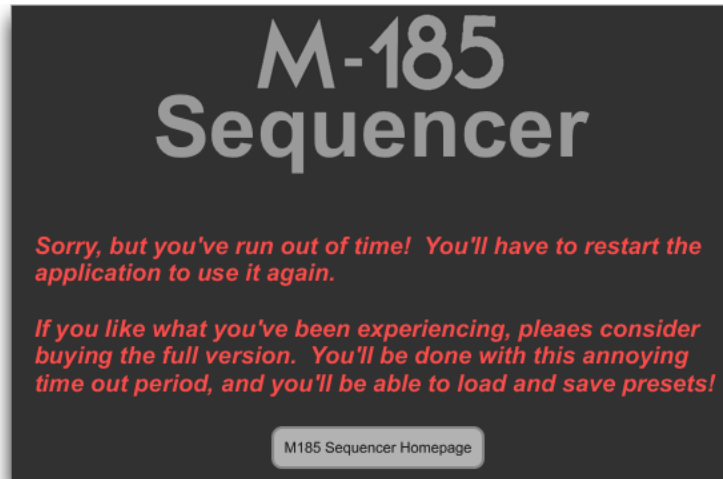 M-185
Sequencer
Sorry, but you've run out of time!  You'll have to restart the
application to use it again.
If you like what you've been experiencing, pleaes consider
buying the full version.  You'll be done with this annoying
time out period, and you'll be able to load and save presets!
M185 Sequencer Homepage